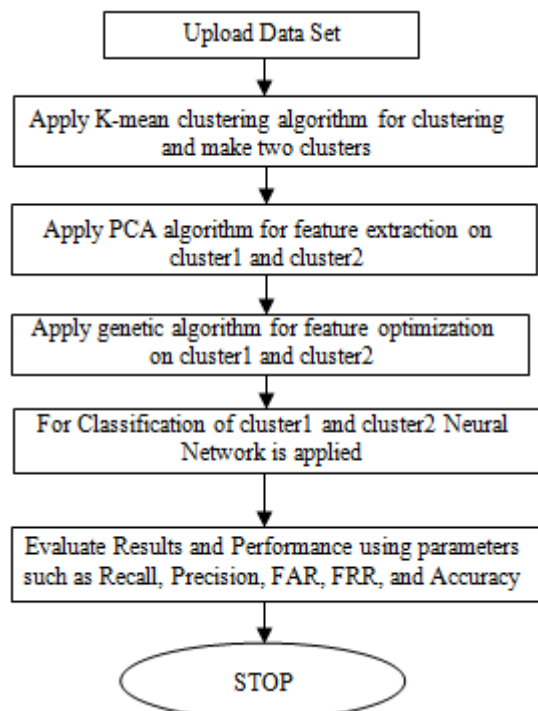 Upload Data Set
Apply K-mean clustering algorithm for clustering
and make two clusters
Apply PCA algorithm for feature extraction on
cluster1 and cluster2
Apply genetic algorithm for feature optimization
on cluster1 and cluster2
For Classification of cluster1 and cluster2 Neural
Network is applied
Evaluate Results and Performance using parameters
such as Recall, Precision, FAR, FRR, and Accuracy
STOP